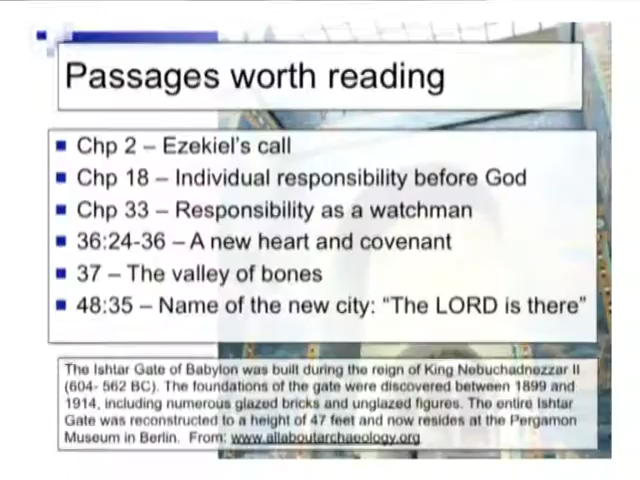 Passages worth reading
Chp 2 – Ezekiel's call
Chp 18 – Individual responsibility before God
Chp 33 – Responsibility as a watchman
36:24-36 – A new heart and covenant
37 – The valley of bones
48:35 – Name of the new city: “The LORD is there”
The Ishtar Gate of Babylon was built during the reign of King Nebuchadnezzar II
(604- 562 BC). The foundations of the gate were discovered between 1899 and
1914, including numerous glazed bricks and unglazed figures. The entire Ishtar
Gate was reconstructed to a height of 47 feet and now resides at the Pergamon
Museum in Berlin. From: www.allaboutarchaeology.org